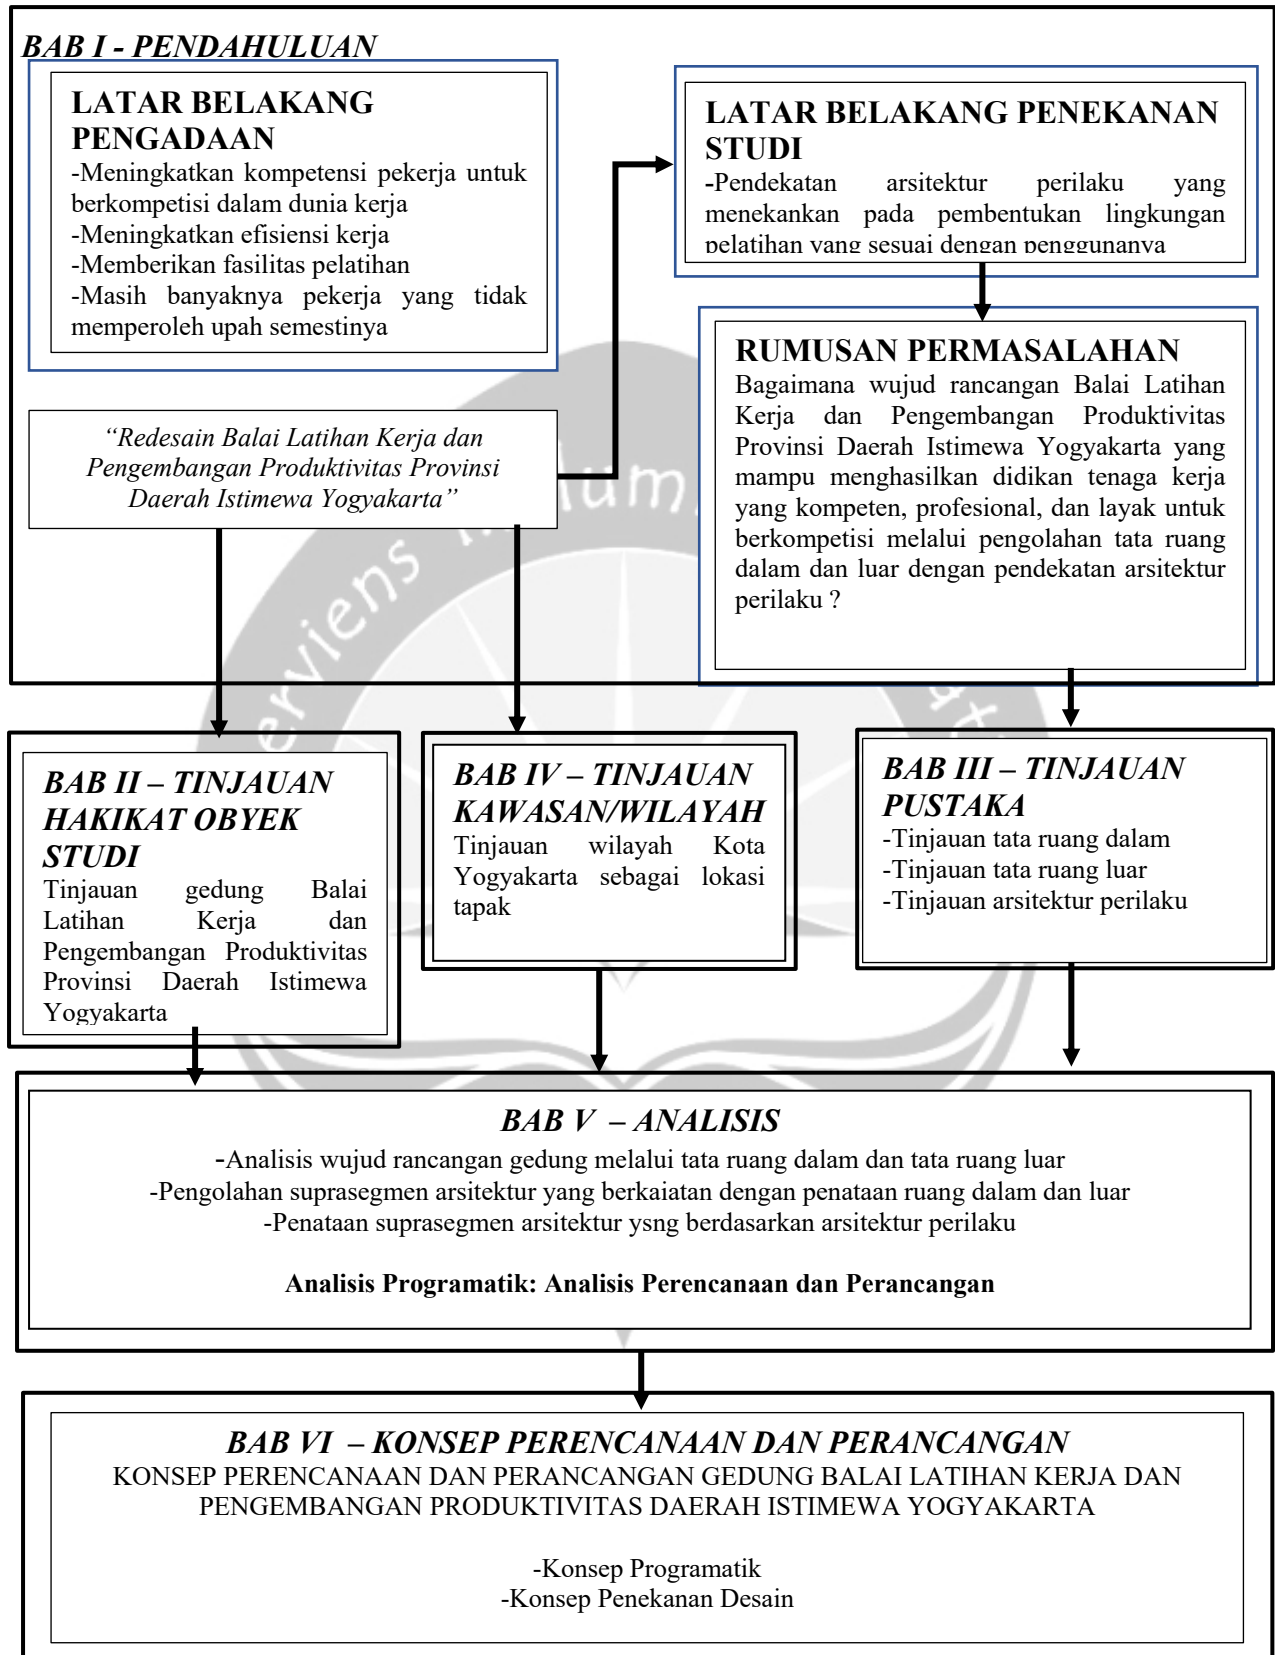 BAB I - PENDAHULUAN
LATAR BELAKANG
PENGADAAN
-Meningkatkan kompetensi pekerja untuk
berkompetisi dalam dunia kerja
-Meningkatkan efisiensi kerja
-Memberikan fasilitas pelatihan
-Masih banyaknya pekerja yang tidak
memperoleh upah semestinya
LATAR BELAKANG PENEKANAN
STUDI
-Pendekatan arsitektur perilaku yang
menekankan pada pembentukan lingkungan
pelatihan yang sesuai dengan penggunanya
RUMUSAN PERMASALAHAN
Bagaimana wujud rancangan Balai Latihan
Kerja dan Pengembangan Produktivitas
Provinsi Daerah Istimewa Yogyakarta yang
mampu menghasilkan didikan tenaga kerja
yang kompeten, profesional, dan layak untuk
berkompetisi melalui pengolahan tata ruang
dalam dan luar dengan pendekatan arsitektur
perilaku ?
“Redesain Balai Latihan Kerja dan
Pengembangan Produktivitas Provinsi
Daerah Istimewa Yogyakarta”
BAB II – TINJAUAN
HAKIKAT OBYEK
STUDI
Tinjauan gedung Balai
Latihan Kerja dan
Pengembangan Produktivitas
Provinsi Daerah Istimewa
Yogyakarta
BAB IV – TINJAUAN
KAWASAN/WILAYAH
Tinjauan wilayah Kota
Yogyakarta sebagai lokasi
tapak
BAB III – TINJAUAN
PUSTAKA
-Tinjauan tata ruang dalam
-Tinjauan tata ruang luar
-Tinjauan arsitektur perilaku
BAB V – ANALISIS
-Analisis wujud rancangan gedung melalui tata ruang dalam dan tata ruang luar
-Pengolahan suprasegmen arsitektur yang berkaiatan dengan penataan ruang dalam dan luar
-Penataan suprasegmen arsitektur ysng berdasarkan arsitektur perilaku
Analisis Programatik: Analisis Perencanaan dan Perancangan
BAB VI – KONSEP PERENCANAAN DAN PERANCANGAN
KONSEP PERENCANAAN DAN PERANCANGAN GEDUNG BALAI LATIHAN KERJA DAN
PENGEMBANGAN PRODUKTIVITAS DAERAH ISTIMEWA YOGYAKARTA
-Konsep Programatik
-Konsep Penekanan Desain